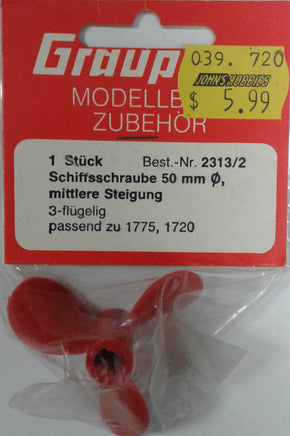 Graup
039. 720
JOHN'S HOBBIES
$ 5.99
MODELLB
ZUBEHÖR
1 Stück Best.-Nr. 2313/2
Schiffsschraube 50 mm Ø,
mittlere Steigung
3-flügelig
passend zu 1775, 1720